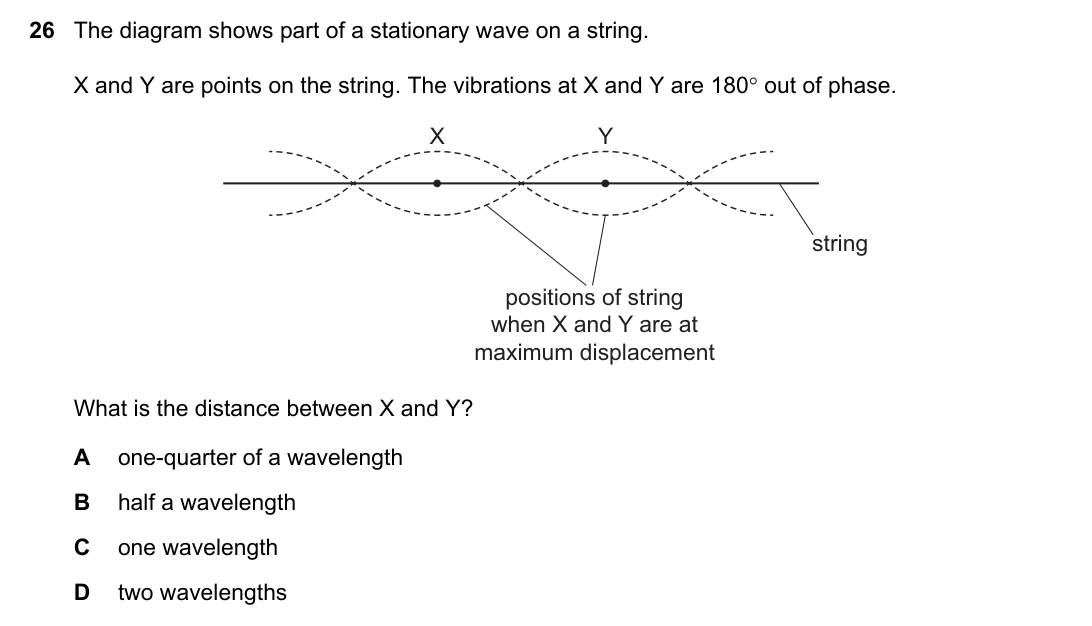 26 The diagram shows part of a stationary wave on a string.
X and Y are points on the string. The vibrations at X and Y are 180° out of phase.
X Y
string
positions of string
when X and Y are at
maximum displacement
What is the distance between X and Y?
A one-quarter of a wavelength
B half a wavelength
C one wavelength
D two wavelengths